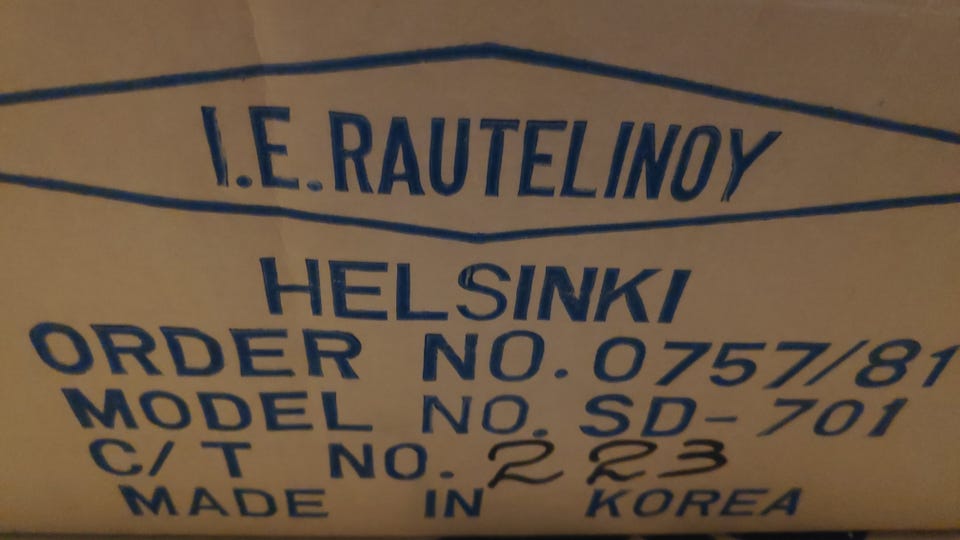 I.E.RAUTELINOY
HELSINKI
ORDER NO. 0757/81
MODEL NO. SD-701
C/T NO. 223
MADE IN KOREA